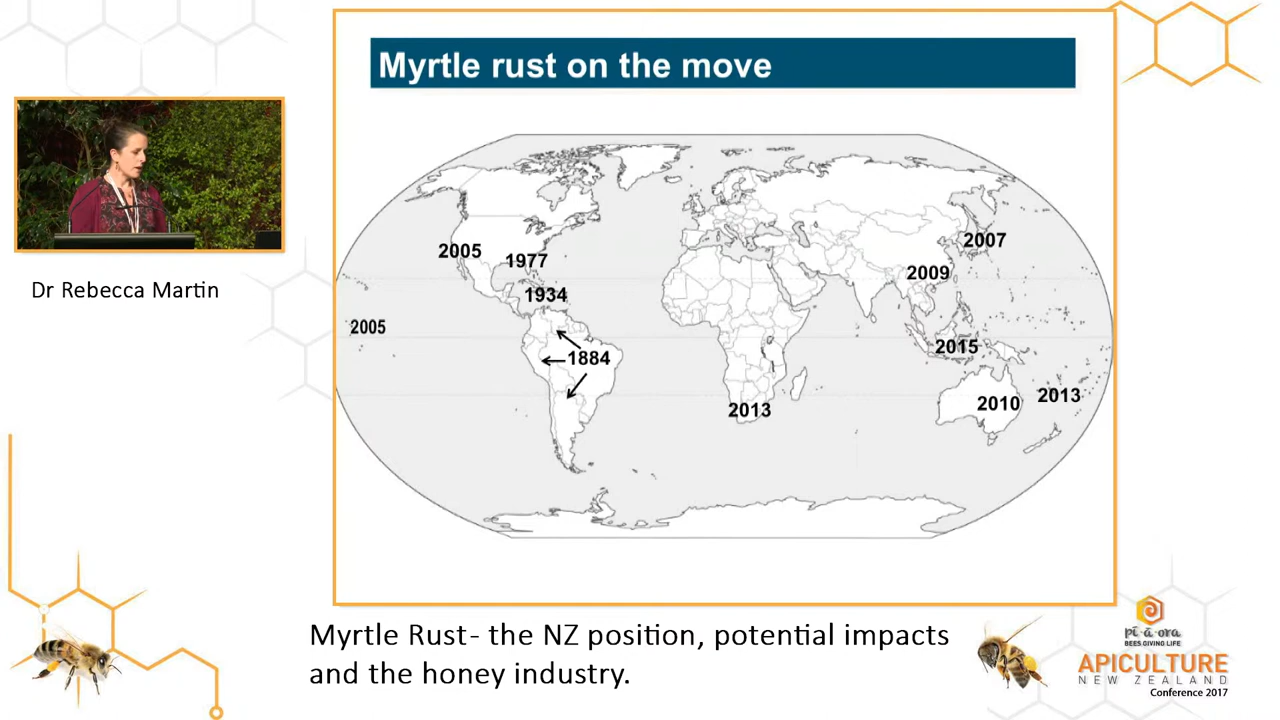 Myrtle rust on the move
Dr Rebecca Martin
2005
1977
2007
2009
1934
2005
2015
1884
2013
2010
2013
Myrtle Rust- the NZ position, potential impacts
and the honey industry.
pī·ā·ora
BEES GIVING LIFE
APICULTURE
NEW ZEALAND
Conference 2017